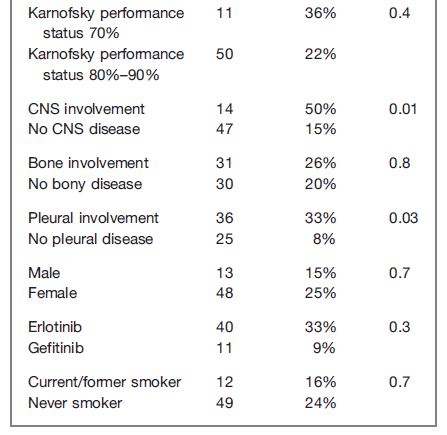 Karnofsky performance 11 36% 0.4
status 70%
Karnofsky performance 50 22%
status 80%–90%
CNS involvement 14 50% 0.01
No CNS disease 47 15%
Bone involvement 31 26% 0.8
No bony disease 30 20%
Pleural involvement 36 33% 0.03
No pleural disease 25 8%
Male 13 15% 0.7
Female 48 25%
Erlotinib 40 33% 0.3
Gefitinib 11 9%
Current/former smoker 12 16% 0.7
Never smoker 49 24%